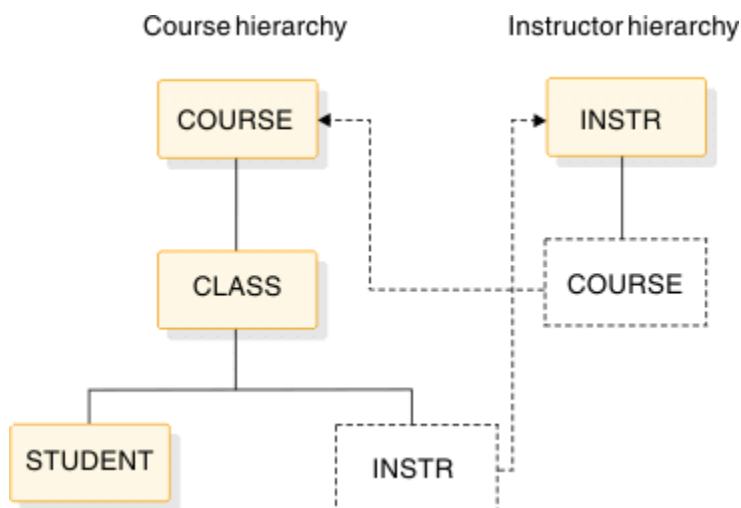 Course hierarchy
Instructor hierarchy
COURSE
INSTR
CLASS
COURSE
STUDENT
INSTR